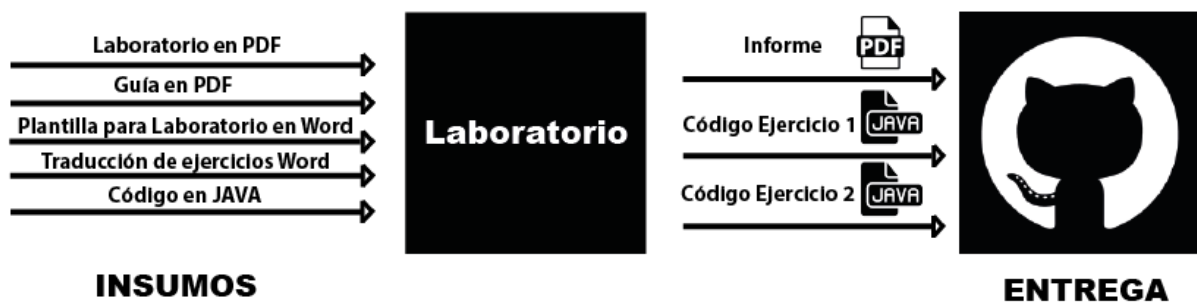 Laboratorio en PDF
Guía en PDF
Plantilla para Laboratorio en Word
Traducción de ejercicios Word
Código en JAVA
INSUMOS
Laboratorio
Informe
PDF
Código Ejercicio 1
JAVA
Código Ejercicio 2
JAVA
ENTREGA